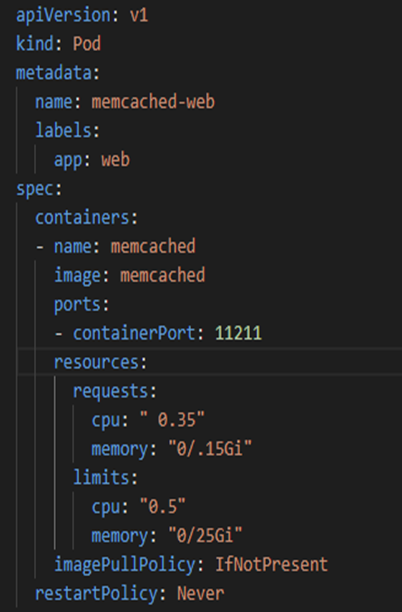 apiVersion: v1
kind: Pod
metadata:
  name: memcached-web
  labels:
    app: web
spec:
  containers:
  - name: memcached
    image: memcached
    ports:
    - containerPort: 11211
    resources:
      requests:
        cpu: " 0.35"
        memory: "0/.15Gi"
      limits:
        cpu: "0.5"
        memory: "0/25Gi"
    imagePullPolicy: IfNotPresent
  restartPolicy: Never